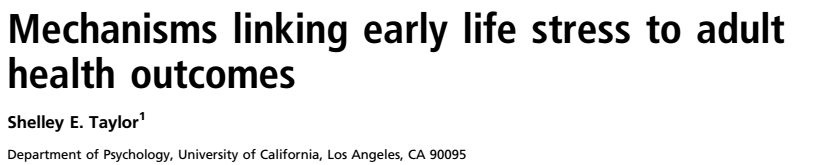 Mechanisms linking early life stress to adult
health outcomes
Shelley E. Taylor¹
Department of Psychology, University of California, Los Angeles, CA 90095